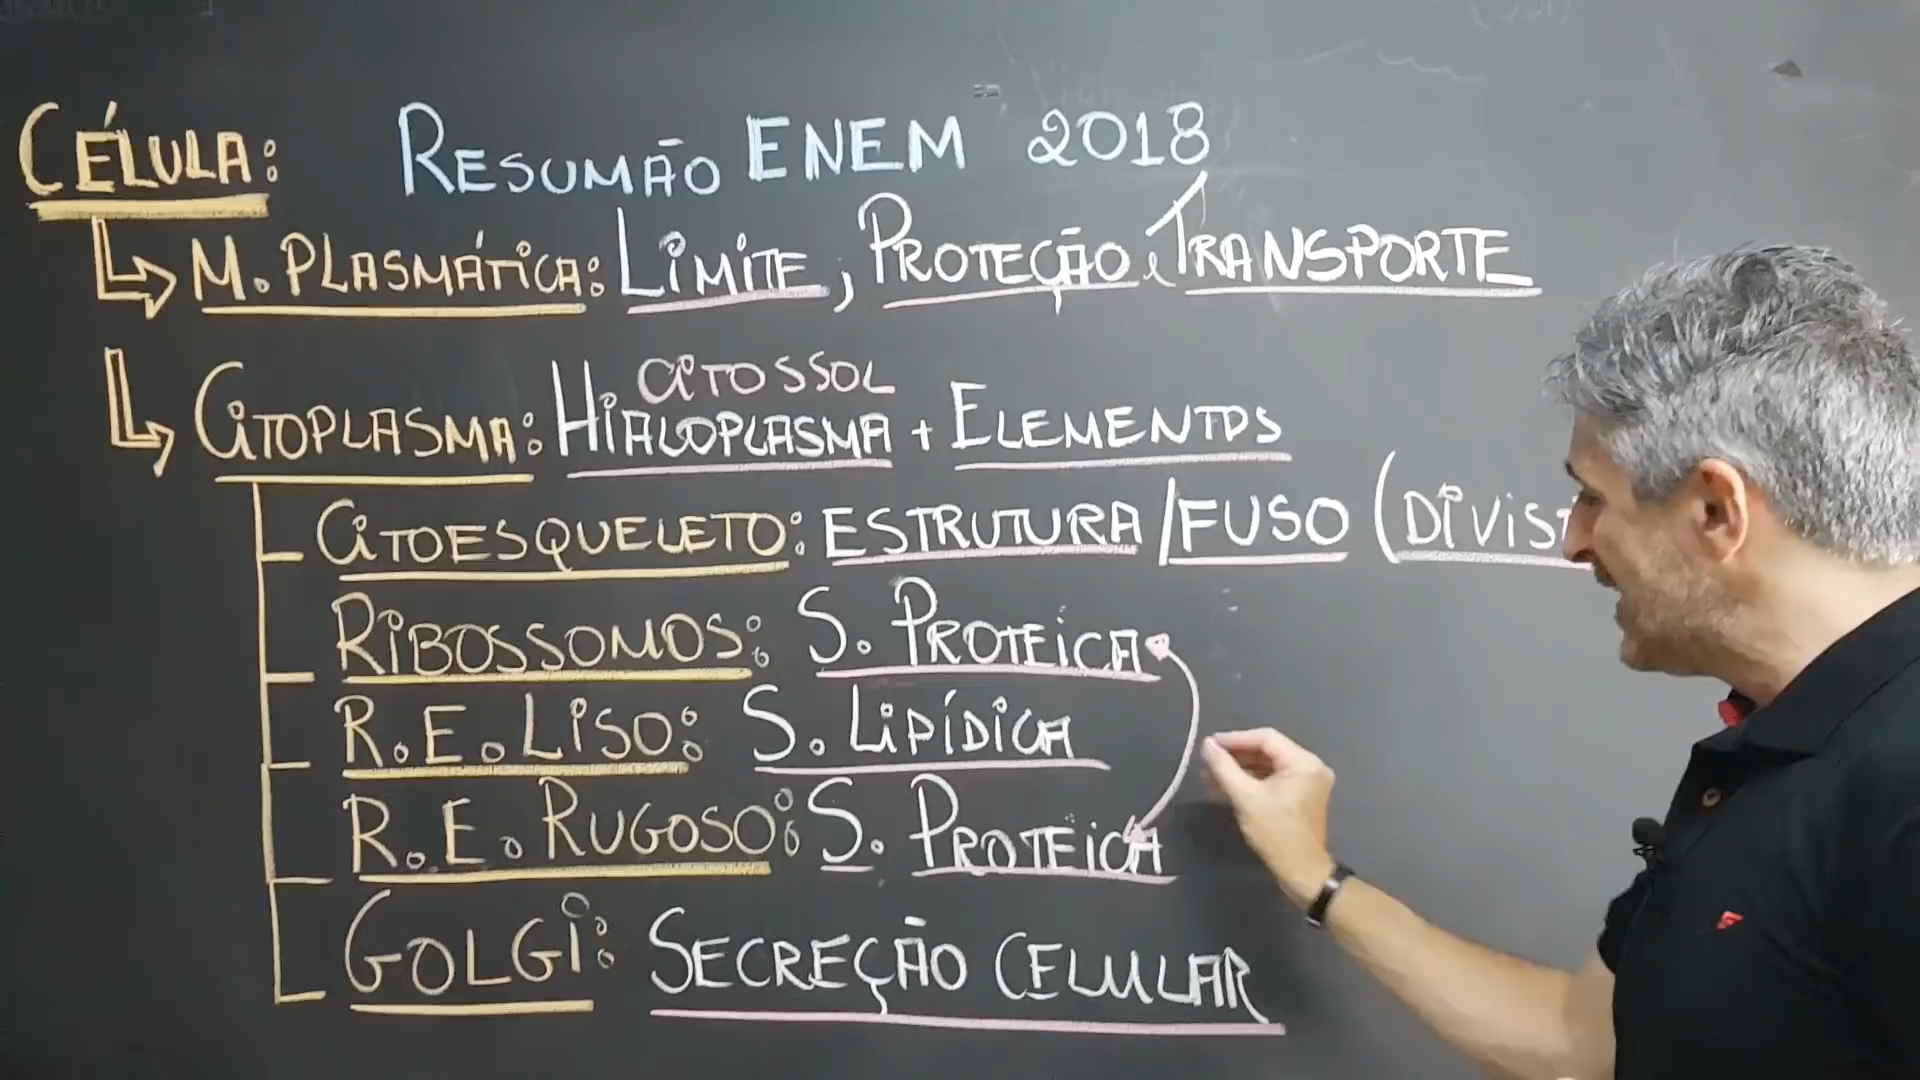 CÉLULA: RESUMÃO ENEM 2018
M. PLASMÁTICA: LIMITE, PROTEÇÃO e TRANSPORTE
CITOSSOL
CITOPLASMA: HIALOPLASMA + ELEMENTOS
CITOESQUELETO: ESTRUTURA / FUSO (DIVIS
RIBOSSOMOS: S. PROTEICA
R.E. LISO: S. LIPÍDICA
R.E. RUGOSO: S. PROTEICA
GOLGI: SECREÇÃO CELULAR